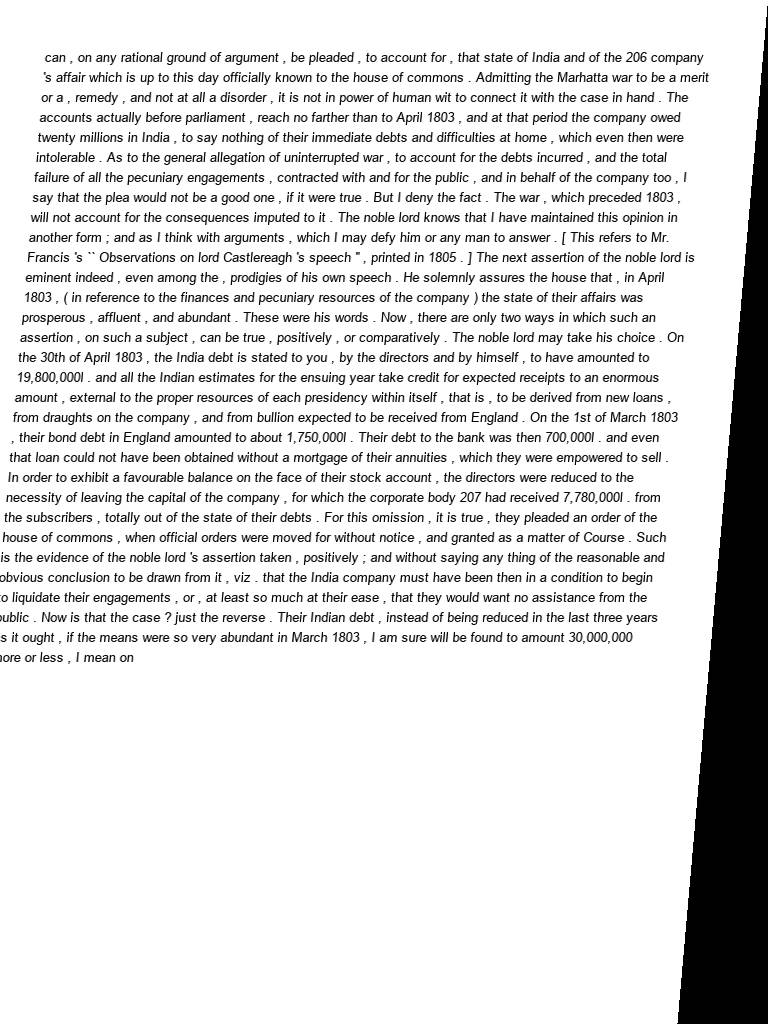 can , on any rational ground of argument , be pleaded , to account for , that state of India and of the 206 company
's affair which is up to this day officially known to the house of commons . Admitting the Marhatta war to be a merit
or a , remedy , and not at all a disorder , it is not in power of human wit to connect it with the case in hand . The
accounts actually before parliament , reach no farther than to April 1803 , and at that period the company owed
twenty millions in India , to say nothing of their immediate debts and difficulties at home , which even then were
intolerable . As to the general allegation of uninterrupted war , to account for the debts incurred , and the total
failure of all the pecuniary engagements , contracted with and for the public , and in behalf of the company too , I
say that the plea would not be a good one , if it were true . But I deny the fact . The war , which preceded 1803 ,
will not account for the consequences imputed to it . The noble lord knows that I have maintained this opinion in
another form ; and as I think with arguments , which I may defy him or any man to answer . [ This refers to Mr.
Francis 's `` Observations on lord Castlereagh 's speech " , printed in 1805 . ] The next assertion of the noble lord is
eminent indeed , even among the , prodigies of his own speech . He solemnly assures the house that , in April
1803 , ( in reference to the finances and pecuniary resources of the company ) the state of their affairs was
prosperous , affluent , and abundant . These were his words . Now , there are only two ways in which such an
assertion , on such a subject , can be true , positively , or comparatively . The noble lord may take his choice . On
the 30th of April 1803 , the India debt is stated to you , by the directors and by himself , to have amounted to
19,800,000l . and all the Indian estimates for the ensuing year take credit for expected receipts to an enormous
amount , external to the proper resources of each presidency within itself , that is , to be derived from new loans ,
from draughts on the company , and from bullion expected to be received from England . On the 1st of March 1803
, their bond debt in England amounted to about 1,750,000l . Their debt to the bank was then 700,000l . and even
that loan could not have been obtained without a mortgage of their annuities , which they were empowered to sell .
In order to exhibit a favourable balance on the face of their stock account , the directors were reduced to the
necessity of leaving the capital of the company , for which the corporate body 207 had received 7,780,000l . from
the subscribers , totally out of the state of their debts . For this omission , it is true , they pleaded an order of the
house of commons , when official orders were moved for without notice , and granted as a matter of Course . Such
is the evidence of the noble lord 's assertion taken , positively ; and without saying any thing of the reasonable and
obvious conclusion to be drawn from it , viz . that the India company must have been then in a condition to begin
to liquidate their engagements , or , at least so much at their ease , that they would want no assistance from the
public . Now is that the case ? just the reverse . Their Indian debt , instead of being reduced in the last three years
s it ought , if the means were so very abundant in March 1803 , I am sure will be found to amount 30,000,000
more or less , I mean on